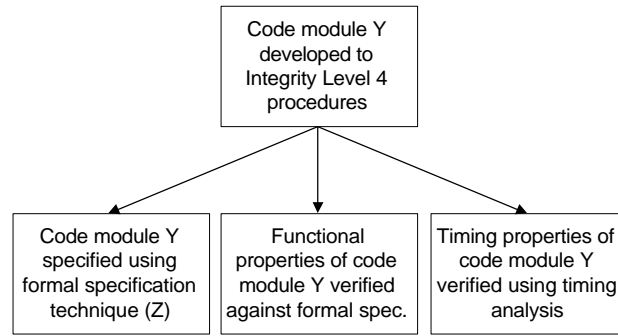 Code module Y
developed to
Integrity Level 4
procedures
Code module Y
specified using
formal specification
technique (Z)
Functional
properties of code
module Y verified
against formal spec.
Timing properties of
code module Y
verified using timing
analysis